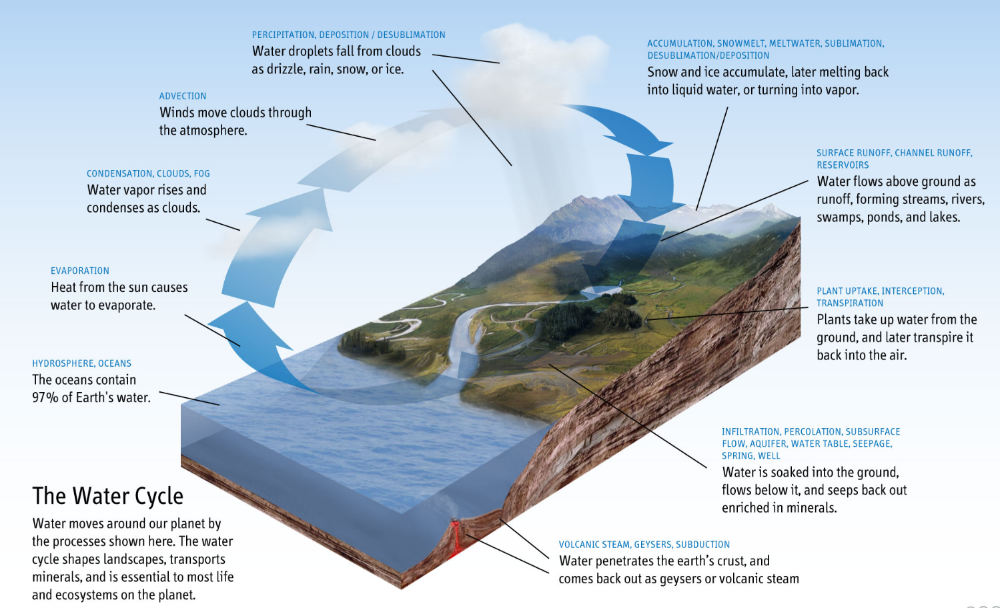 PERCIPITATION, DEPOSITION / DESUBLIMATION
Water droplets fall from clouds
as drizzle, rain, snow, or ice.
ACCUMULATION, SNOWMELT, MELTWATER, SUBLIMATION,
DESUBLIMATION/DEPOSITION
Snow and ice accumulate, later melting back
into liquid water, or turning into vapor.
ADVECTION
Winds move clouds through
the atmosphere.
SURFACE RUNOFF, CHANNEL RUNOFF,
RESERVOIRS
Water flows above ground as
runoff, forming streams, rivers,
swamps, ponds, and lakes.
CONDENSATION, CLOUDS, FOG
Water vapor rises and
condenses as clouds.
EVAPORATION
Heat from the sun causes
water to evaporate.
PLANT UPTAKE, INTERCEPTION,
TRANSPIRATION
Plants take up water from the
ground, and later transpire it
back into the air.
HYDROSPHERE, OCEANS
The oceans contain
97% of Earth's water.
INFILTRATION, PERCOLATION, SUBSURFACE
FLOW, AQUIFER, WATER TABLE, SEEPAGE,
SPRING, WELL
Water is soaked into the ground,
flows below it, and seeps back out
enriched in minerals.
The Water Cycle
Water moves around our planet by
the processes shown here. The water
cycle shapes landscapes, transports
minerals, and is essential to most life
and ecosystems on the planet.
VOLCANIC STEAM, GEYSERS, SUBDUCTION
Water penetrates the earth’s crust, and
comes back out as geysers or volcanic steam